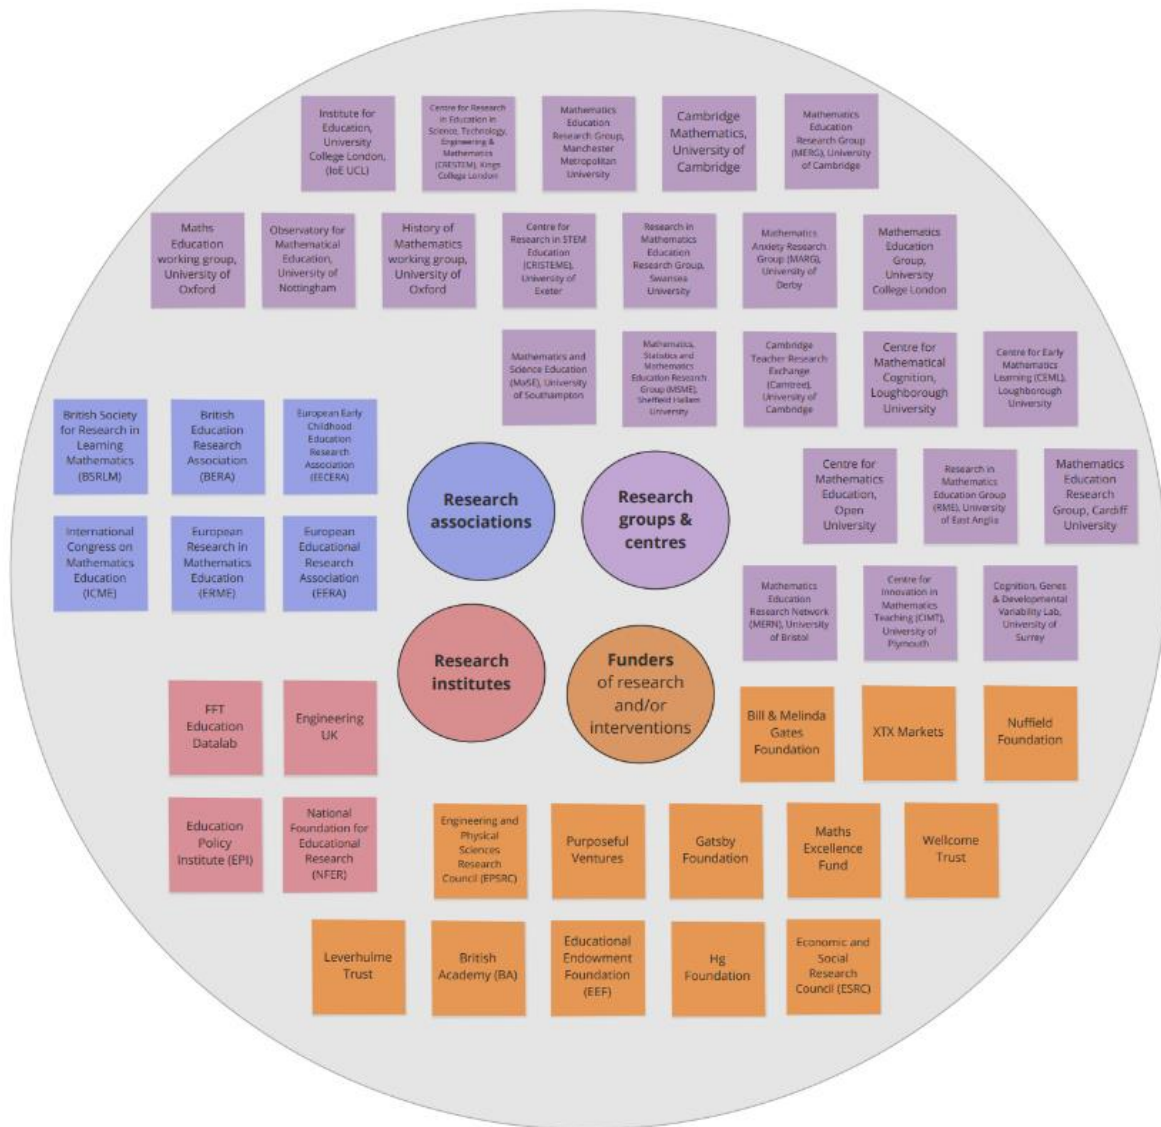 Institute for
Education,
University
College London,
(IoE UCL)
Centre for Research
in Education in
Science, Technology,
Engineering &
Mathematics
(CRESTEM), Kings
College London
Mathematics
Education
Research Group,
Manchester
Metropolitan
University
Cambridge
Mathematics,
University of
Cambridge
Mathematics
Education
Research Group
(MERG), University
of Cambridge
Maths
Education
working group,
University of
Oxford
Observatory for
Mathematical
Education,
University of
Nottingham
History of
Mathematics
working group,
University of
Oxford
Centre for
Research in STEM
Education
(CRISTEME),
University of
Exeter
Research in
Mathematics
Education
Research Group,
Swansea
University
Mathematics
Anxiety Research
Group (MARG),
University of
Derby
Mathematics
Education
Group,
University
College London
Mathematics and
Science Education
(MaSE), University
of Southampton
Mathematics,
Statistics and
Mathematics
Education Research
Group (MSME),
Sheffield Hallam
University
Cambridge
Teacher Research
Exchange
(Camtree),
University of
Cambridge
Centre for
Mathematical
Cognition,
Loughborough
University
Centre for Early
Mathematics
Learning (CEML),
Loughborough
University
British Society
for Research in
Learning
Mathematics
(BSRLM)
British
Education
Research
Association
(BERA)
European Early
Childhood
Education
Research
Association
(EECERA)
Research
associations
Research
groups &
centres
Centre for
Mathematics
Education,
Open
University
Research in
Mathematics
Education Group
(RME), University
of East Anglia
Mathematics
Education
Research
Group, Cardiff
University
International
Congress on
Mathematics
Education
(ICME)
European
Research in
Mathematics
Education
(ERME)
European
Educational
Research
Association
(EERA)
Mathematics
Education
Research Network
(MERN), University
of Bristol
Centre for
Innovation in
Mathematics
Teaching (CIMT),
University of
Plymouth
Cognition, Genes
& Developmental
Variability Lab,
University of
Surrey
Research
institutes
Funders
of research
and/or
interventions
FFT
Education
Datalab
Engineering
UK
Bill & Melinda
Gates
Foundation
XTX Markets
Nuffield
Foundation
Education
Policy
Institute (EPI)
National
Foundation for
Educational
Research
(NFER)
Engineering and
Physical
Sciences
Research
Council (EPSRC)
Purposeful
Ventures
Gatsby
Foundation
Maths
Excellence
Fund
Wellcome
Trust
Leverhulme
Trust
British
Academy (BA)
Educational
Endowment
Foundation
(EEF)
Hg
Foundation
Economic and
Social
Research
Council (ESRC)